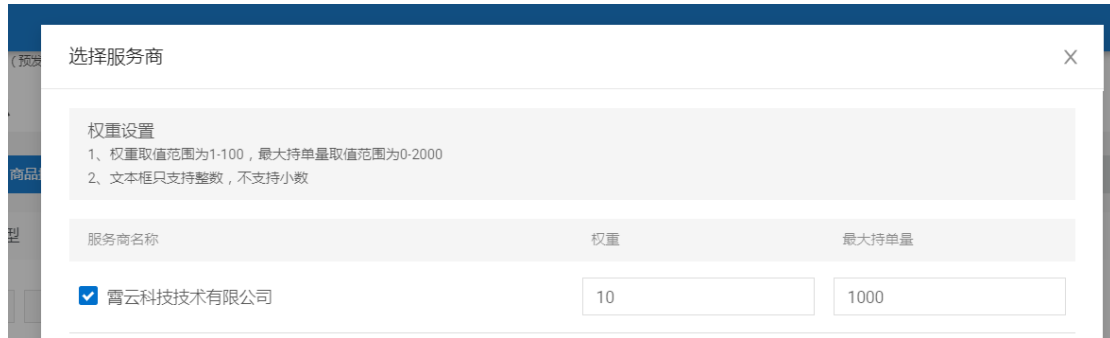 选择服务商
（预发
权重设置
1、权重取值范围为1-100，最大持单量取值范围为0-2000
2、文本框只支持整数，不支持小数
商品
型
服务商名称 权重 最大持单量
霄云科技技术有限公司 10 1000